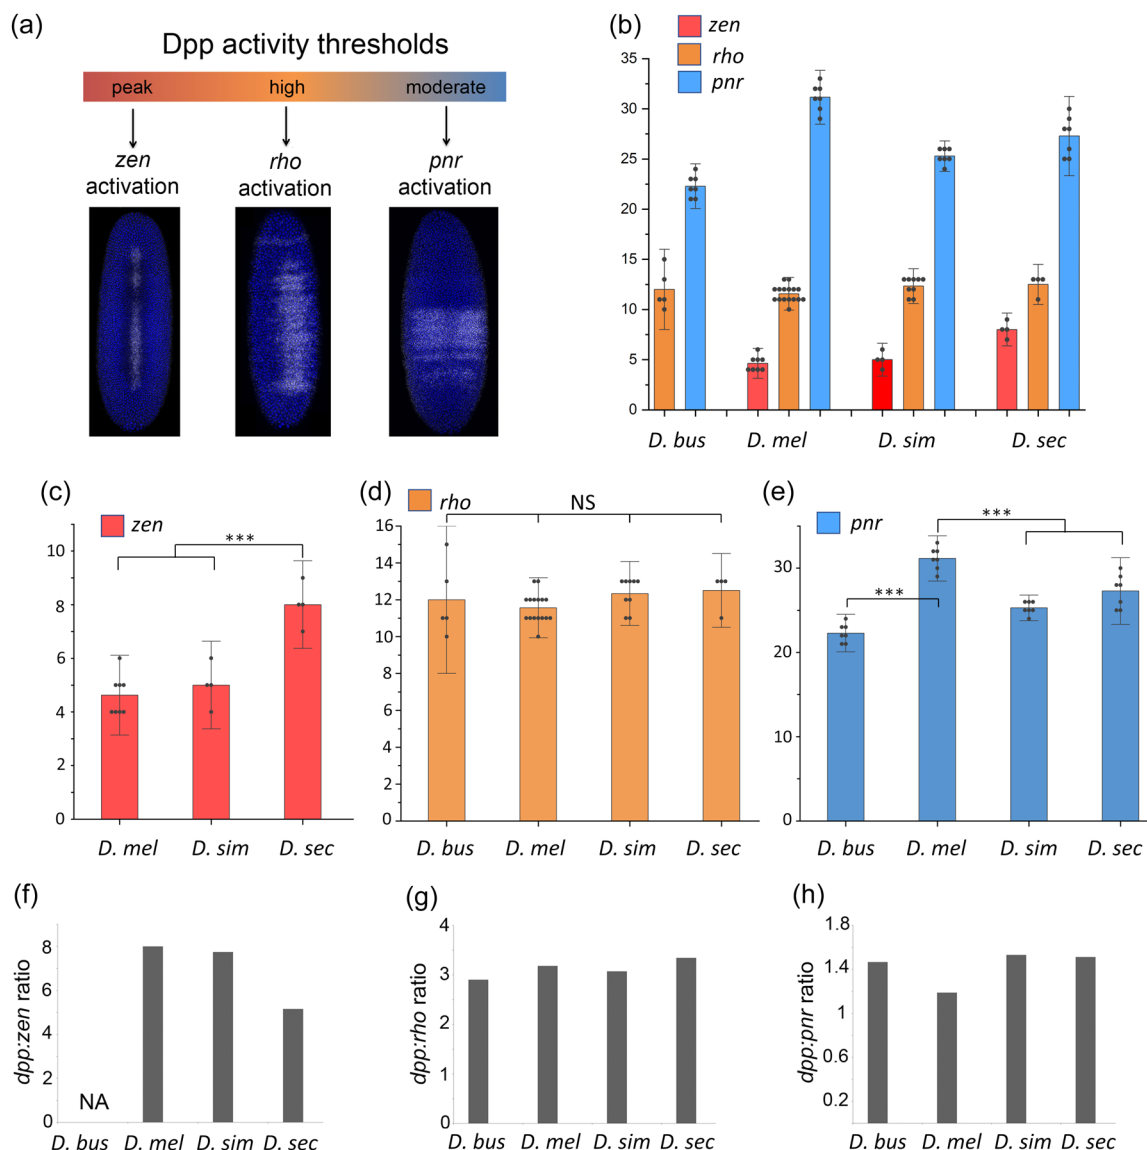 (a)
Dpp activity thresholds
peak high moderate
zen rho pnr
activation activation activation
(b)
zen
rho
pnr
35
30
25
20
15
10
5
0
D. bus D. mel D. sim D. sec
(c)
zen
***
10
8
6
4
2
0
D. mel D. sim D. sec
(d)
rho
NS
16
14
12
10
8
6
4
2
0
D. bus D. mel D. sim D. sec
(e)
pnr
***
***
30
20
10
0
D. bus D. mel D. sim D. sec
(f)
dpp:zen ratio
8
6
4
2
0
NA
D. bus D. mel D. sim D. sec
(g)
dpp:rho ratio
4
3
2
1
0
D. bus D. mel D. sim D. sec
(h)
dpp:pnr ratio
1.8
1.4
1
0.6
0.2
D. bus D. mel D. sim D. sec